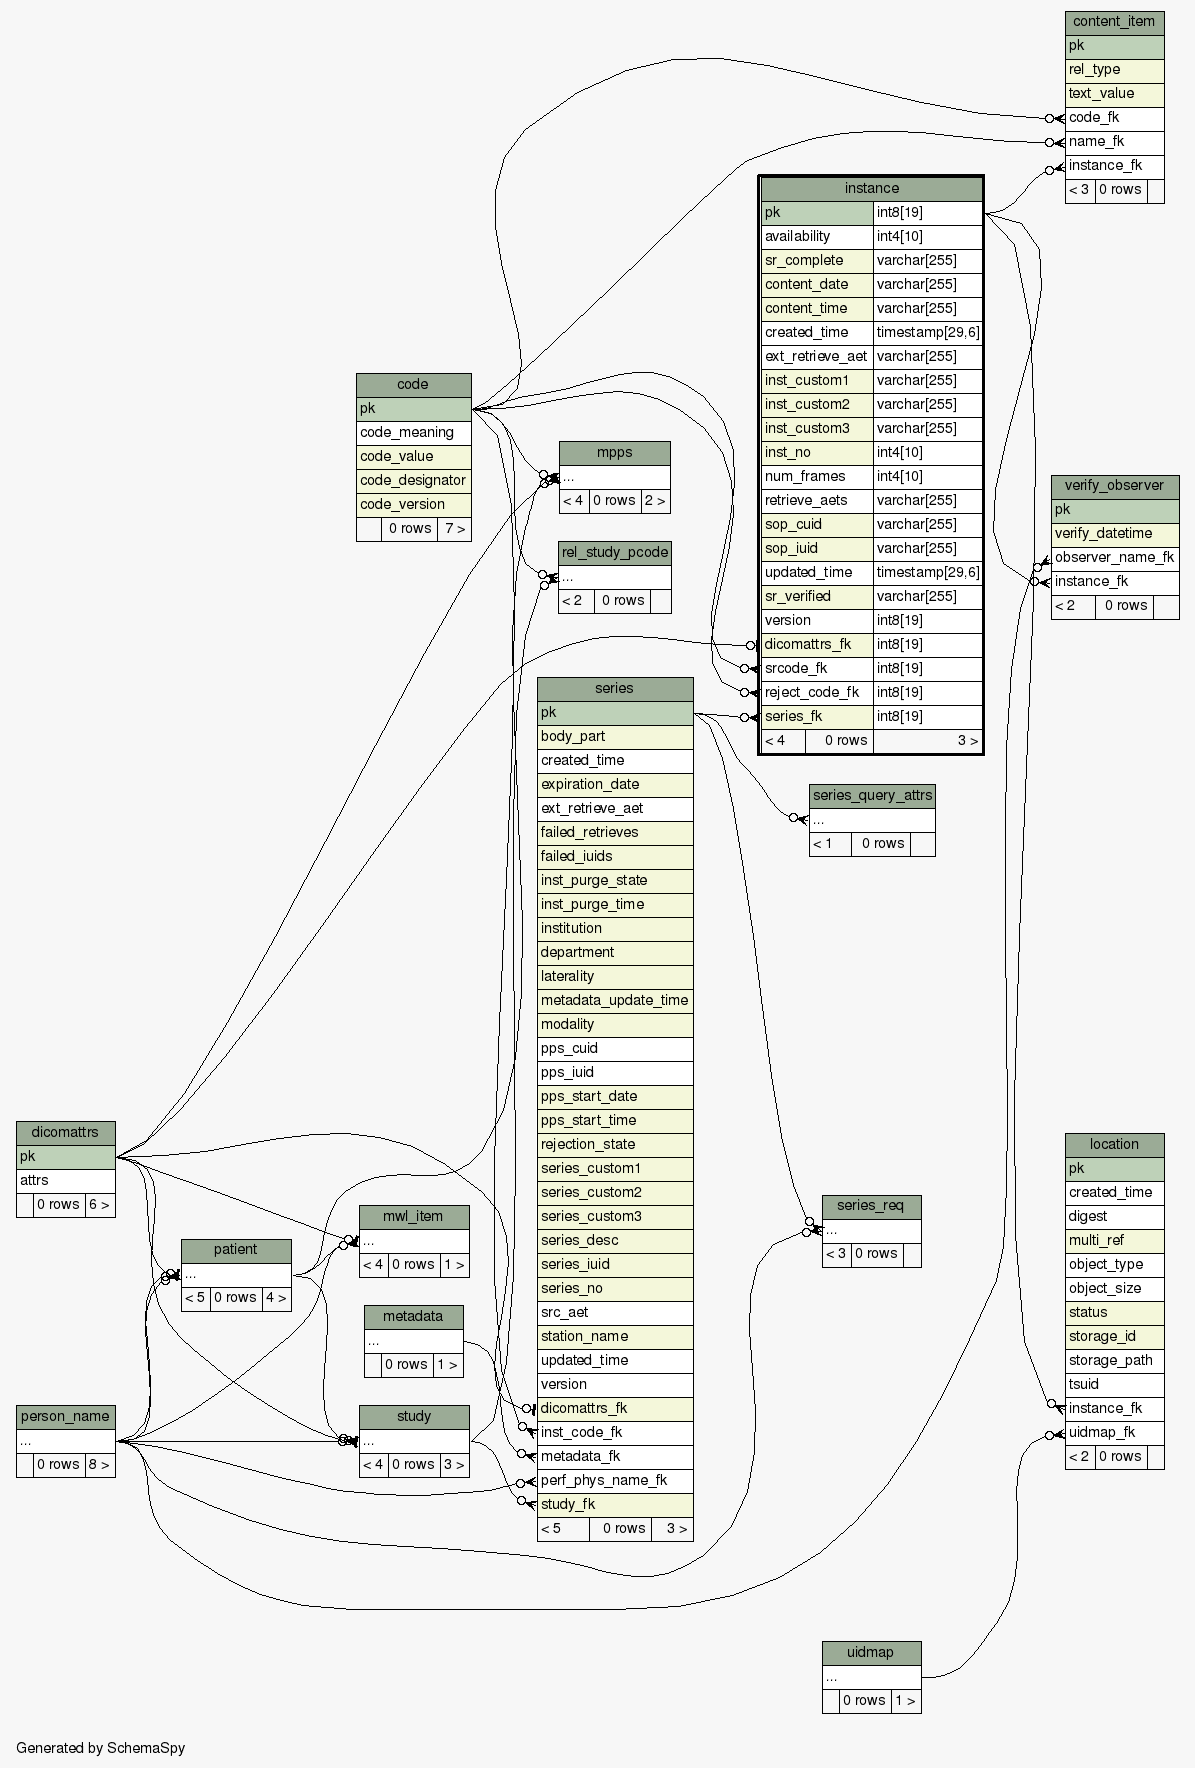 content_item
pk
rel_type
text_value
code_fk
name_fk
instance_fk
< 3 0 rows
instance
pk int8[19]
availability int4[10]
sr_complete varchar[255]
content_date varchar[255]
content_time varchar[255]
created_time timestamp[29,6]
ext_retrieve_aet varchar[255]
inst_custom1 varchar[255]
inst_custom2 varchar[255]
inst_custom3 varchar[255]
inst_no int4[10]
num_frames int4[10]
retrieve_aets varchar[255]
sop_cuid varchar[255]
sop_iuid varchar[255]
updated_time timestamp[29,6]
sr_verified varchar[255]
version int8[19]
dicomattrs_fk int8[19]
srcode_fk int8[19]
reject_code_fk int8[19]
series_fk int8[19]
< 4 0 rows 3 >
code
pk
code_meaning
code_value
code_designator
code_version
0 rows 7 >
mpps
...
< 4 0 rows 2 >
verify_observer
pk
verify_datetime
observer_name_fk
instance_fk
< 2 0 rows
rel_study_pcode
...
< 2 0 rows
series
pk
body_part
created_time
expiration_date
ext_retrieve_aet
failed_retrieves
failed_iuids
inst_purge_state
inst_purge_time
institution
department
laterality
metadata_update_time
modality
pps_cuid
pps_iuid
pps_start_date
pps_start_time
rejection_state
series_custom1
series_custom2
series_custom3
series_desc
series_iuid
series_no
src_aet
station_name
updated_time
version
dicomattrs_fk
inst_code_fk
metadata_fk
perf_phys_name_fk
study_fk
< 5 0 rows 3 >
series_query_attrs
...
< 1 0 rows
dicomattrs
pk
attrs
0 rows 6 >
location
pk
created_time
digest
multi_ref
object_type
object_size
status
storage_id
storage_path
tsuid
instance_fk
uidmap_fk
< 2 0 rows
series_req
...
< 3 0 rows
mwl_item
...
< 4 0 rows 1 >
patient
...
< 5 0 rows 4 >
metadata
...
0 rows 1 >
person_name
...
0 rows 8 >
study
...
< 4 0 rows 3 >
uidmap
...
0 rows 1 >
Generated by SchemaSpy